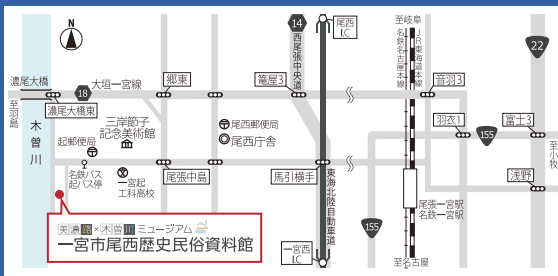 N
尾西
I.C
至岐阜
名鉄名古屋本線
JR東海道本線
14
西尾張中央道
22
濃尾大橋
大垣一宮線
郷東
篭屋3
音羽3
18
濃尾大橋東
至羽島
木曽川
三岸節子
記念美術館
起郵便局
尾西郵便局
尾西庁舎
羽衣1
155
富士3
至小牧
名鉄バス
起バス停
一宮起
工科高校
尾張中島
馬引横手
東海北陸自動車道
浅野
尾張一宮駅
名鉄一宮駅
155
美濃路×木曽川ミュージアム
一宮市尾西歴史民俗資料館
一宮西
I.C
至名古屋